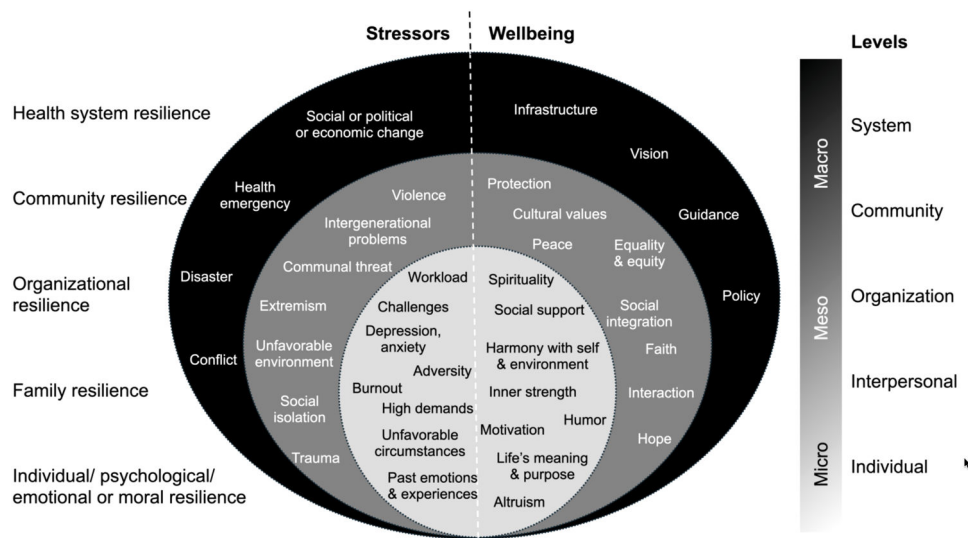 Stressors
Wellbeing
Levels
Health system resilience
Community resilience
Organizational
resilience
Family resilience
Individual/ psychological/
emotional or moral resilience
Social or political
or economic change
Health
emergency
Disaster
Conflict
Infrastructure
Vision
Guidance
Policy
Violence
Intergenerational
problems
Communal threat
Extremism
Unfavorable
environment
Social
isolation
Trauma
Protection
Cultural values
Peace
Equality
& equity
Social
integration
Faith
Interaction
Hope
Workload
Challenges
Depression,
anxiety
Adversity
Burnout
High demands
Unfavorable
circumstances
Past emotions
& experiences
Spirituality
Social support
Harmony with self
& environment
Inner strength
Humor
Motivation
Life's meaning
& purpose
Altruism
Macro
Meso
Micro
System
Community
Organization
Interpersonal
Individual